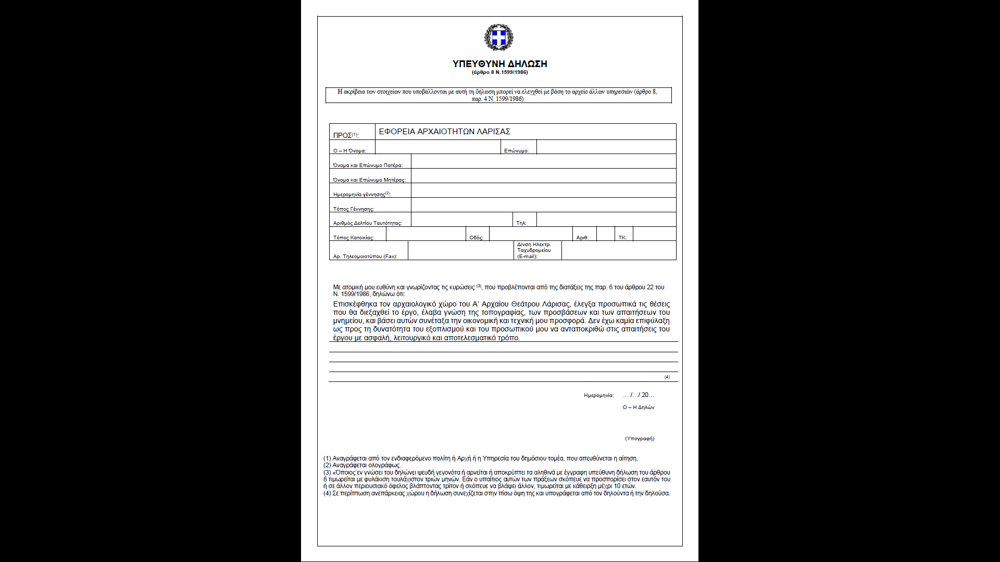 ΥΠΕΥΘΥΝΗ ΔΗΛΩΣΗ
(άρθρο 8 Ν.1599/1986)
Η ακρίβεια των στοιχείων που υποβάλλονται με αυτή τη δήλωση μπορεί να ελεγχθεί με βάση το αρχείο άλλων υπηρεσιών (άρθρο 8,
παρ. 4 Ν. 1599/1986)
ΠΡΟΣ(1): ΕΦΟΡΕΙΑ ΑΡΧΑΙΟΤΗΤΩΝ ΛΑΡΙΣΑΣ
Ο – Η Όνομα: Επώνυμο:
Όνομα και Επώνυμο Πατέρα:
Όνομα και Επώνυμο Μητέρας:
Ημερομηνία γέννησης(2):
Τόπος Γέννησης:
Αριθμός Δελτίου Ταυτότητας: Τηλ:
Τόπος Κατοικίας: Οδός: Αριθ: ΤΚ:
Αρ. Τηλεομοιοτύπου (Fax): Δ/νση Ηλεκτρ.
Ταχυδρομείου
(Ε-mail):
Με ατομική μου ευθύνη και γνωρίζοντας τις κυρώσεις (3), που προβλέπονται από της διατάξεις της παρ. 6 του άρθρου 22 του
Ν. 1599/1986, δηλώνω ότι:
Επισκέφθηκα τον αρχαιολογικό χώρο του Α’ Αρχαίου Θεάτρου Λάρισας, έλεγξα προσωπικά τις θέσεις
που θα διεξαχθεί το έργο, έλαβα γνώση της τοπογραφίας, των προσβάσεων και των απαιτήσεων του
μνημείου, και βάσει αυτών συνέταξα την οικονομική και τεχνική μου προσφορά. Δεν έχω καμία επιφύλαξη
ως προς τη δυνατότητα του εξοπλισμού και του προσωπικού μου να ανταποκριθώ στις απαιτήσεις του
έργου με ασφαλή, λειτουργικό και αποτελεσματικό τρόπο.
(4)
Ημερομηνία: … /…/ 20…
Ο – Η Δηλών
(Υπογραφή)
(1) Αναγράφεται από τον ενδιαφερόμενο πολίτη ή Αρχή ή η Υπηρεσία του δημόσιου τομέα, που απευθύνεται η αίτηση.
(2) Αναγράφεται ολογράφως.
(3) «Όποιος εν γνώσει του δηλώνει ψευδή γεγονότα ή αρνείται ή αποκρύπτει τα αληθινά με έγγραφη υπεύθυνη δήλωση του άρθρου
8 τιμωρείται με φυλάκιση τουλάχιστον τριών μηνών. Εάν ο υπαίτιος αυτών των πράξεων σκόπευε να προσπορίσει στον εαυτόν του
ή σε άλλον περιουσιακό όφελος βλάπτοντας τρίτον ή σκόπευε να βλάψει άλλον, τιμωρείται με κάθειρξη μέχρι 10 ετών.
(4) Σε περίπτωση ανεπάρκειας χώρου η δήλωση συνεχίζεται στην πίσω όψη της και υπογράφεται από τον δηλούντα ή την δηλούσα.